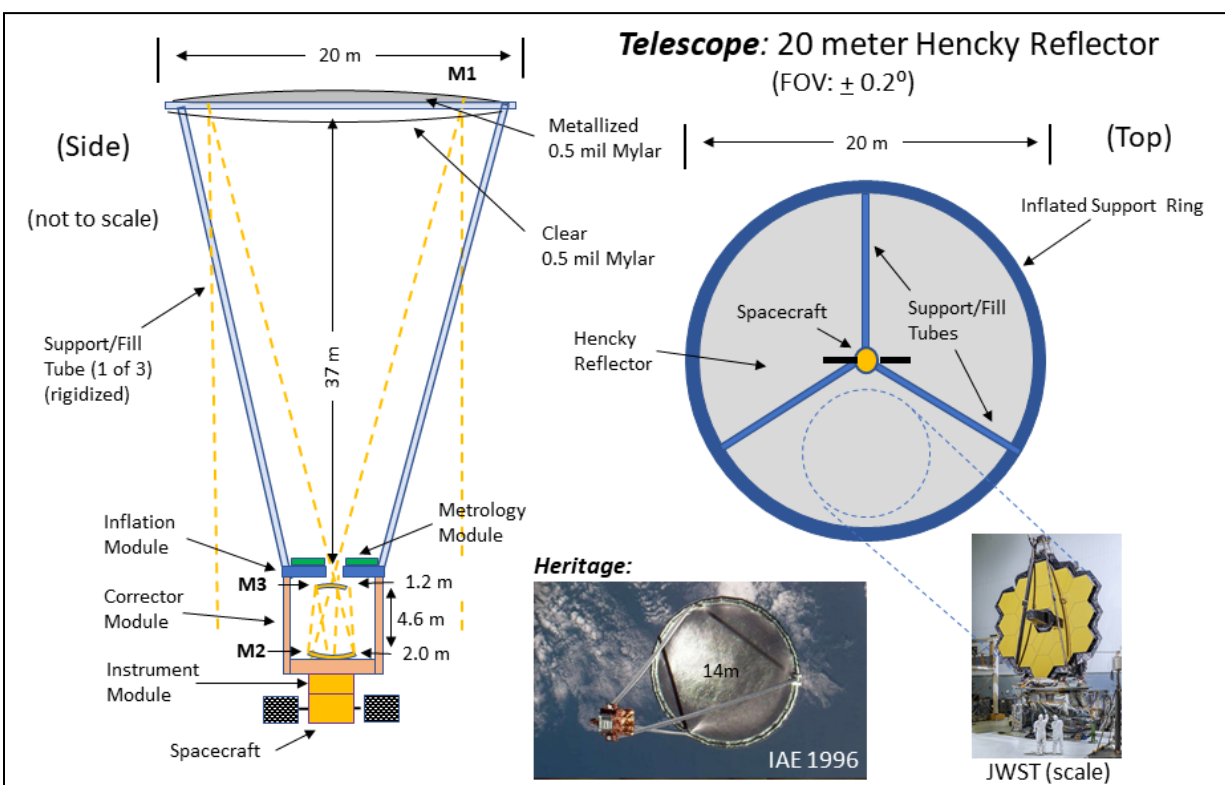 Telescope: 20 meter Hencky Reflector
(FOV: ± 0.2⁰)
20 m
M1
(Side)
(not to scale)
Metallized
0.5 mil Mylar
Clear
0.5 mil Mylar
37 m
Support/Fill
Tube (1 of 3)
(rigidized)
Inflation
Module
Metrology
Module
M3
1.2 m
Corrector
Module
4.6 m
M2
2.0 m
Instrument
Module
Spacecraft
20 m
(Top)
Inflated Support Ring
Spacecraft
Support/Fill
Tubes
Hencky
Reflector
Heritage:
14m
IAE 1996
JWST (scale)